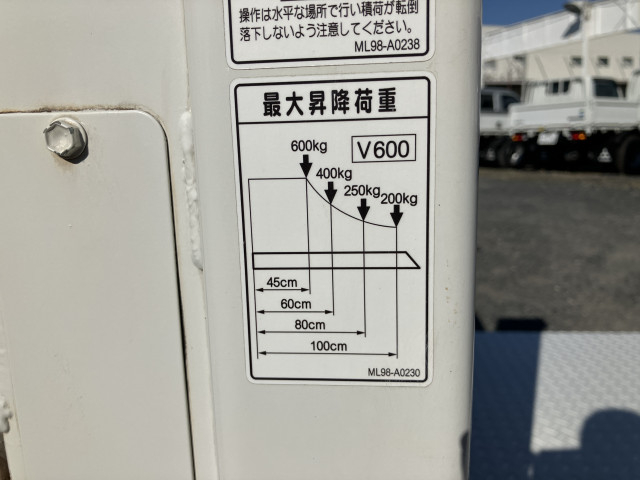 操作は水平な場所で行い積荷が転倒
落下しないよう注意してください。
ML98-A0238
最大昇降荷重
V600
600kg
400kg
250kg
200kg
45cm
60cm
80cm
100cm
ML98-A0230